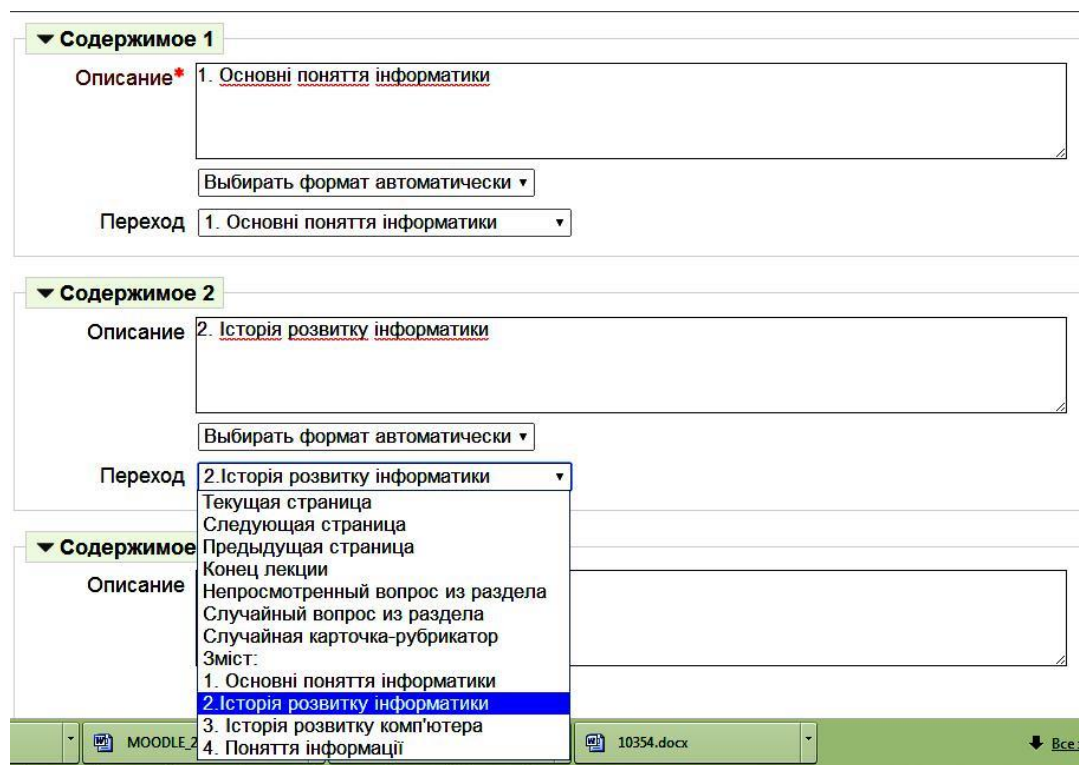 Содержимое 1
Описание* 1. Основні поняття інформатики
Выбирать формат автоматически
Переход 1. Основні поняття інформатики
Содержимое 2
Описание 2. Історія розвитку інформатики
Выбирать формат автоматически
Переход 2.Історія розвитку інформатики
Текущая страница
Следующая страница
Содержимое Предыдущая страница
Конец лекции
Описание Непросмотренный вопрос из раздела
Случайный вопрос из раздела
Случайная карточка-рубрикатор
Зміст:
1. Основні поняття інформатики
2.Історія розвитку інформатики
3. Історія розвитку комп'ютера
MOODLE_2 10354.docx Все
4. Поняття інформації